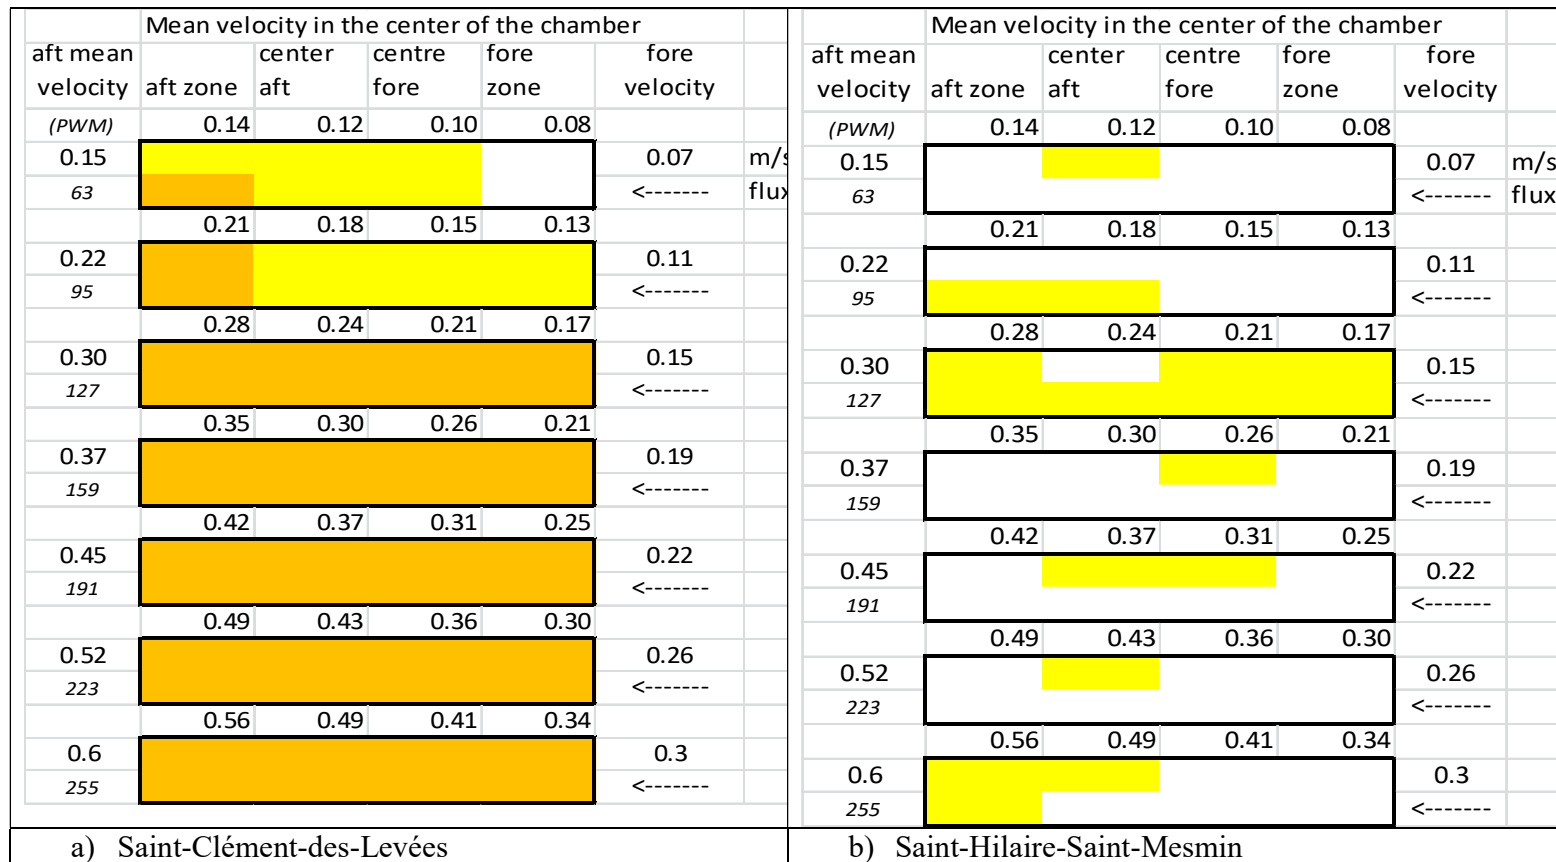 Mean velocity in the center of the chamber
aft mean velocity aft zone center aft centre fore fore zone fore velocity
(PWM) 0.14 0.12 0.10 0.08
0.15 0.07 m/s
63 <------- flux
0.21 0.18 0.15 0.13
0.22 0.11
95 <-------
0.28 0.24 0.21 0.17
0.30 0.15
127 <-------
0.35 0.30 0.26 0.21
0.37 0.19
159 <-------
0.42 0.37 0.31 0.25
0.45 0.22
191 <-------
0.49 0.43 0.36 0.30
0.52 0.26
223 <-------
0.56 0.49 0.41 0.34
0.6 0.3
255 <-------
a) Saint-Clément-des-Levées
Mean velocity in the center of the chamber
aft mean velocity aft zone center aft centre fore fore zone fore velocity
(PWM) 0.14 0.12 0.10 0.08
0.15 0.07 m/s
63 <------- flux
0.21 0.18 0.15 0.13
0.22 0.11
95 <-------
0.28 0.24 0.21 0.17
0.30 0.15
127 <-------
0.35 0.30 0.26 0.21
0.37 0.19
159 <-------
0.42 0.37 0.31 0.25
0.45 0.22
191 <-------
0.49 0.43 0.36 0.30
0.52 0.26
223 <-------
0.56 0.49 0.41 0.34
0.6 0.3
255 <-------
b) Saint-Hilaire-Saint-Mesmin